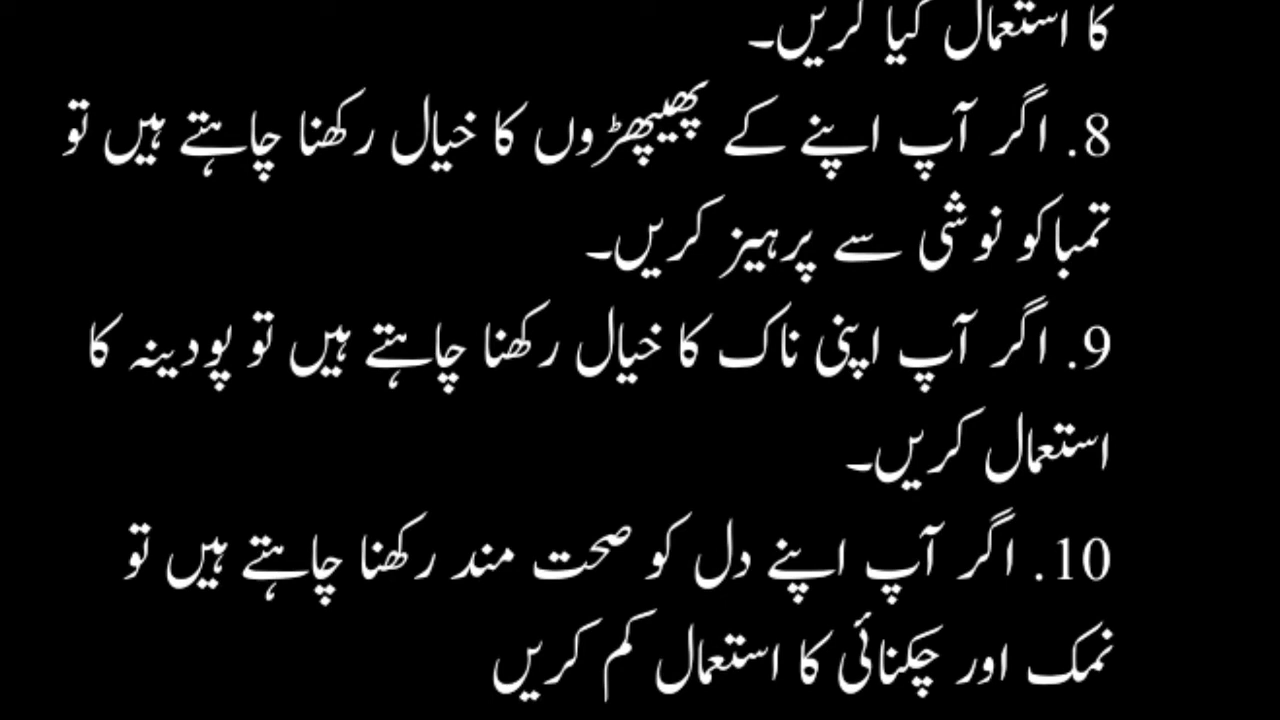 کا استعمال کیا کریں۔
8. اگر آپ اپنے کے پھیپھڑوں کا خیال رکھنا چاہتے ہیں تو
تمباکو نوشی سے پرہیز کریں۔
9. اگر آپ اپنی ناک کا خیال رکھنا چاہتے ہیں تو پودینہ کا
استعمال کریں۔
10. اگر آپ اپنے دل کو صحت مند رکھنا چاہتے ہیں تو
نمک اور چکنائی کا استعمال کم کریں